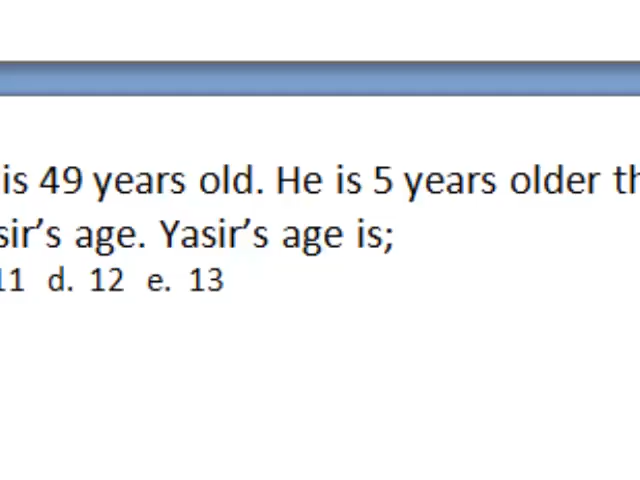 is 49 years old. He is 5 years older th
sir’s age. Yasir’s age is;
11 d. 12 e. 13